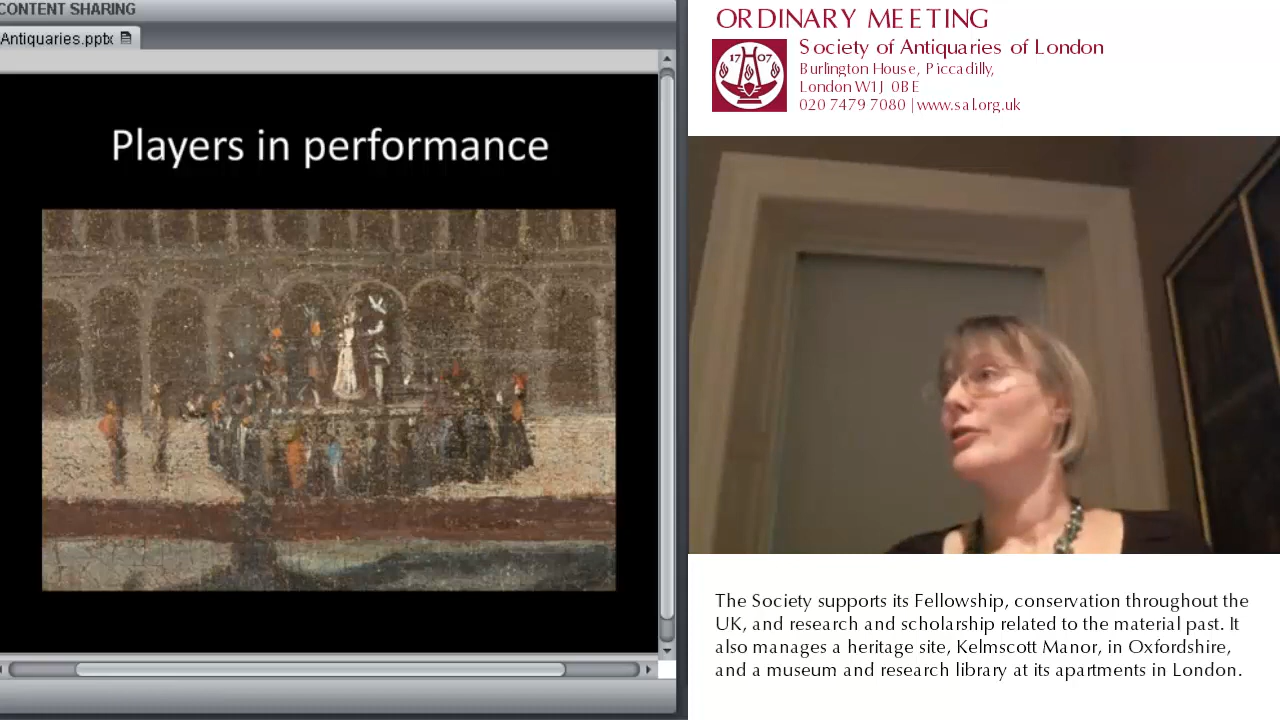 CONTENT SHARING
Antiquaries.pptx
Players in performance
ORDINARY MEETING
Society of Antiquaries of London
Burlington House, Piccadilly,
London W1J 0BE
020 7479 7080 | www.sal.org.uk
1707
The Society supports its Fellowship, conservation throughout the
UK, and research and scholarship related to the material past. It
also manages a heritage site, Kelmscott Manor, in Oxfordshire,
and a museum and research library at its apartments in London.